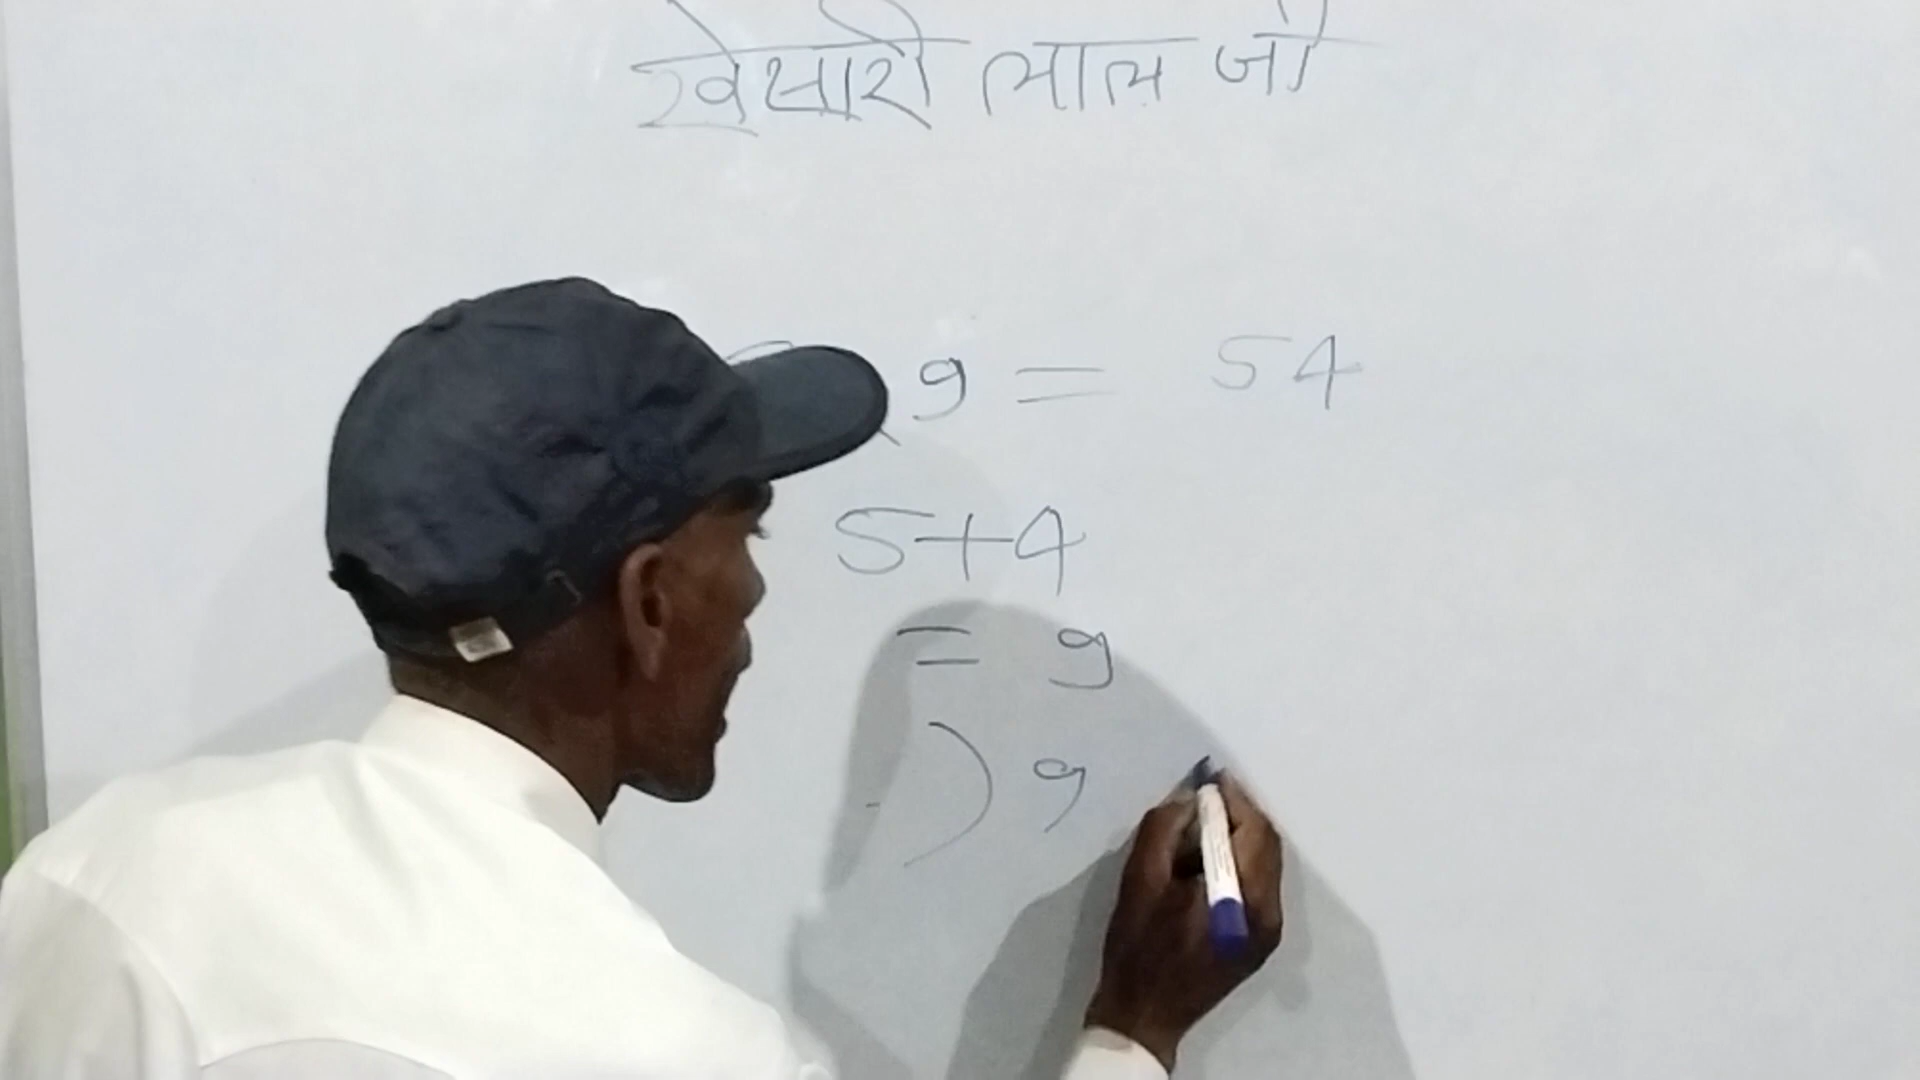 खेसारी लाल जी
9 = 54
5+4
= 9
) 9